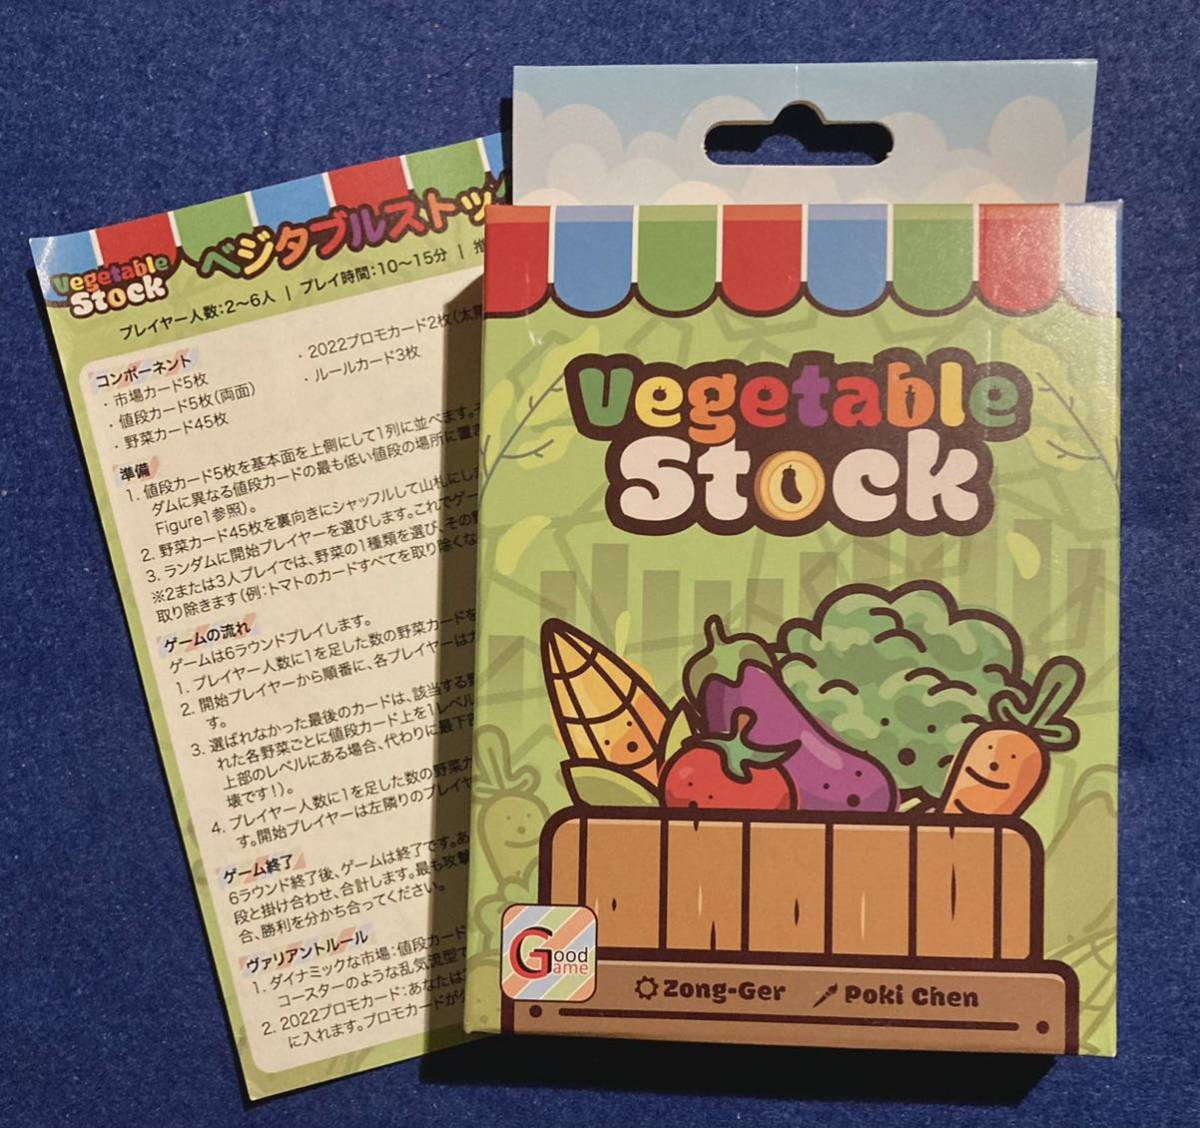 Vegetable
Stock
ベジタブルストッ
プレイヤー人数:2〜6人 | プレイ時間:10〜15分 | 推
コンポーネント
・市場カード5枚
・値段カード5枚(両面)
・野菜カード45枚
・2022プロモカード2枚(太
・ルールカード3枚
準備
1. 値段カード5枚を基本面を上側にして1列に並べます。
ダムに異なる値段カードの最も低い値段の場所に置き
Figure1参照)。
2. 野菜カード45枚を裏向きにシャッフルして山札にし
3. ランダムに開始プレイヤーを選びます。これでゲー
※2または3人プレイでは、野菜の1種類を選び、その
取り除きます(例:トマトのカードすべてを取り除くな
ゲームの流れ
ゲームは6ラウンドプレイします。
1. プレイヤー人数に1を足した数の野菜カードを
2. 開始プレイヤーから順番に、各プレイヤーは
す。
3. 選ばれなかった最後のカードは、該当する
れた各野菜ごとに値段カード上を1レベル
上部のレベルにある場合、代わりに最下
壊です!)。
4. プレイヤー人数に1を足した数の野菜カ
す。開始プレイヤーは左隣りのプレイヤ
ゲーム終了
6ラウンド終了後、ゲームは終了です。あ
段と掛け合わせ、合計します。最も攻撃
合、勝利を分かち合ってください。
ヴァリアントルール
1. ダイナミックな市場:値段カード
コースターのような乱気流型で
2. 2022プロモカード:あなたは
に入れます。プロモカードが
Vegetable
Stock
Good
Game
Zong-Ger Poki Chen